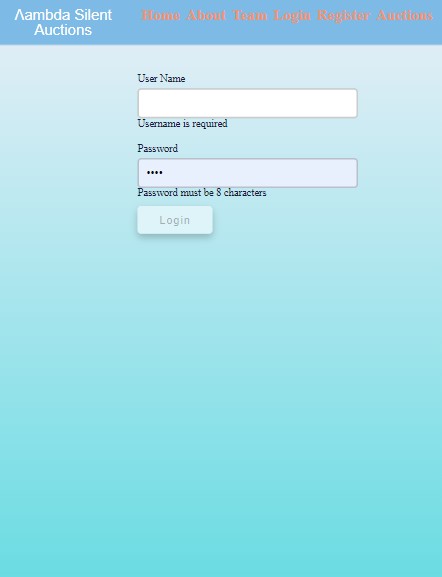 Λambda Silent
Auctions
Home About Team Login Register Auctions
User Name
Username is required
Password
••••
Password must be 8 characters
Login